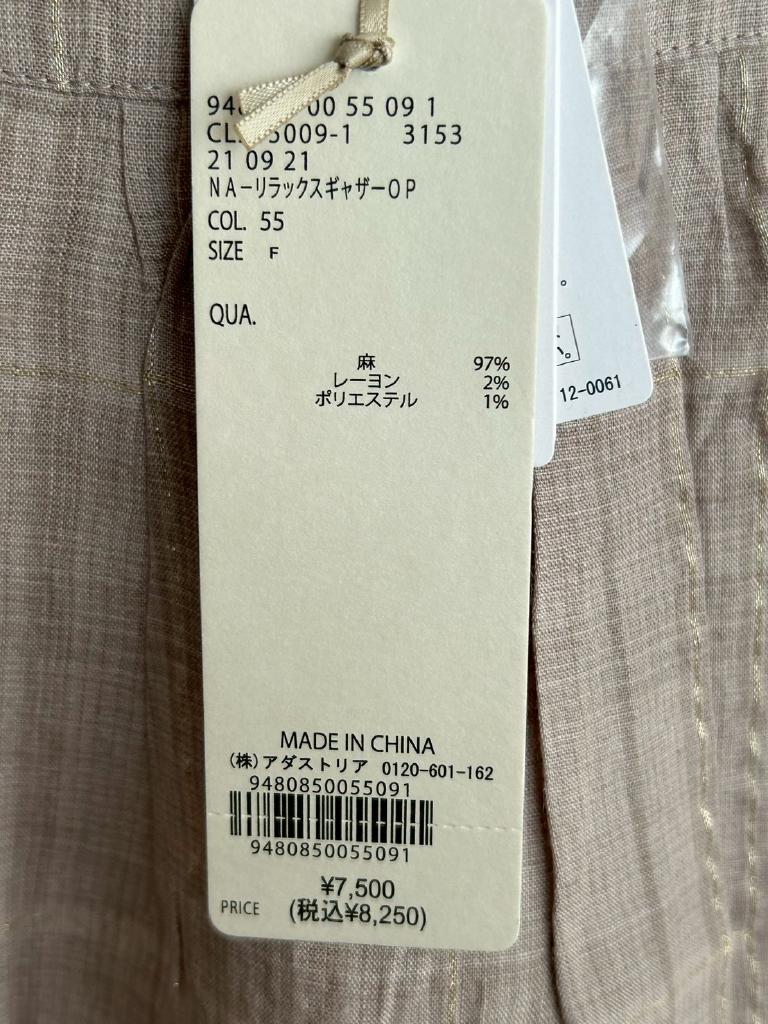 00 55 09 1
5009-1 3153
21 09 21
NAーリラックスギャザーOP
COL. 55
SIZE F
QUA.
麻 97%
レーヨン 2%
ポリエステル 1%
12-0061
MADE IN CHINA
(株)アダストリア 0120-601-162
9480850055091
9480850055091
¥7,500
PRICE (税込¥8,250)